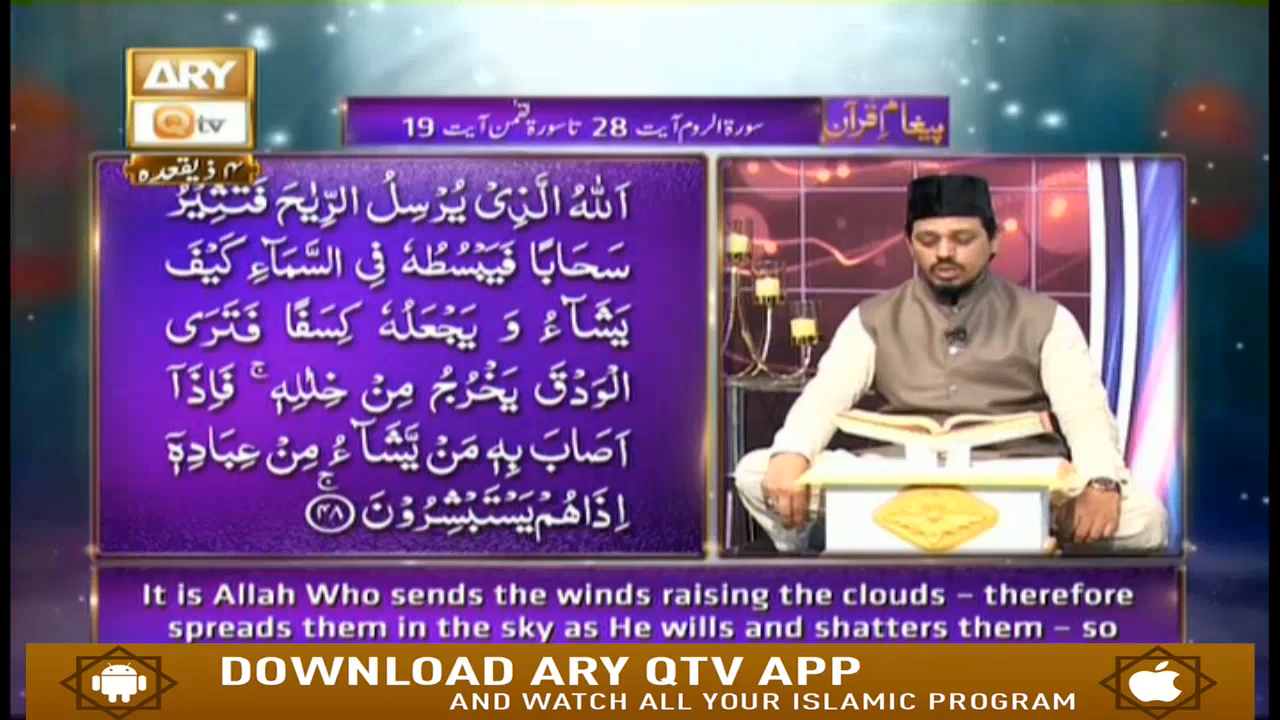 ARY
Qtv
۴ ذیقعدہ
پیغام قرآن
سورۃ الروم آیت 28 تا سورۃ لقمٰن آیت 19
اَللّٰهُ الَّذِیْ یُرْسِلُ الرِّیٰحَ فَتُثِیْرُ
سَحَابًا فَیَبْسُطُهٗ فِی السَّمَآءِ كَیْفَ
یَشَآءُ وَ یَجْعَلُهٗ كِسَفًا فَتَرَی
الْوَدْقَ یَخْرُجُ مِنْ خِلٰلِهٖ ۚ فَاِذَاۤ
اَصَابَ بِهٖ مَنْ یَّشَآءُ مِنْ عِبَادِهٖۤ
اِذَا هُمْ یَسْتَبْشِرُوْنَ ۚ ﴿۴۸﴾
It is Allah Who sends the winds raising the clouds – therefore
spreads them in the sky as He wills and shatters them – so
DOWNLOAD ARY QTV APP
AND WATCH ALL YOUR ISLAMIC PROGRAM